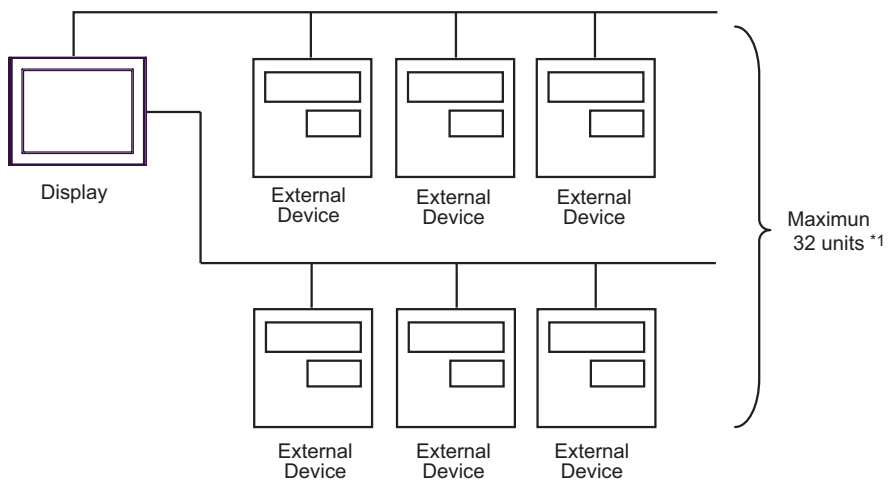 Display
External
Device
External
Device
External
Device
Maximun
32 units *1
External
Device
External
Device
External
Device